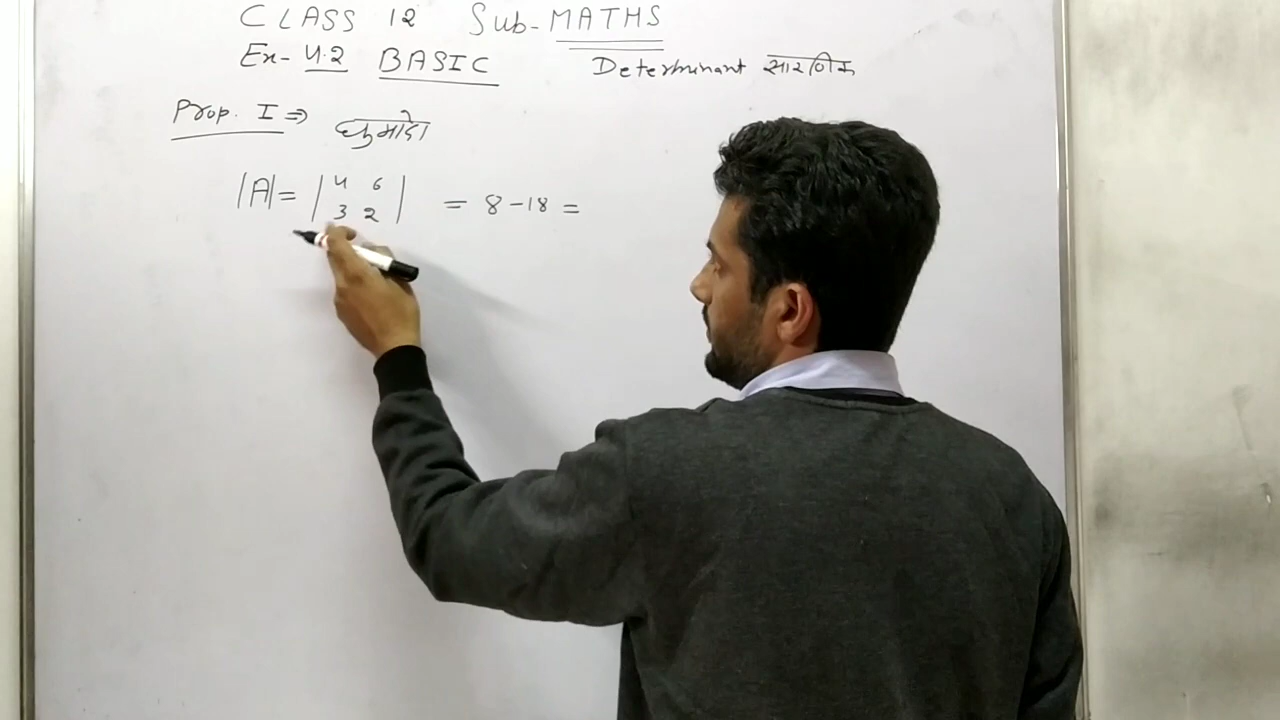 CLASS 12 Sub-MATHS
Ex- 4.2 BASIC Determinant सारणिक
Prop. I ⇒ घुमाओ
|A| = | 4 6 | = 8 - 18 =
3 2